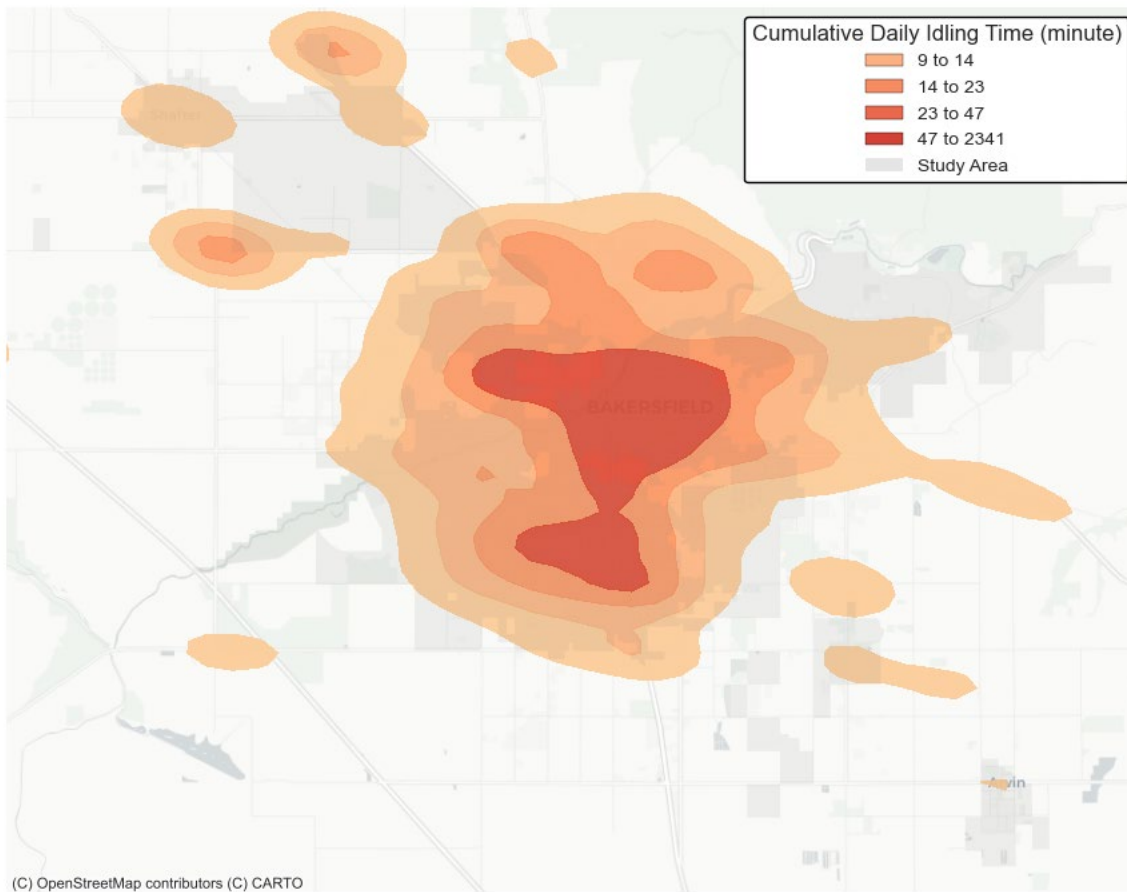 Cumulative Daily Idling Time (minute)
9 to 14
14 to 23
23 to 47
47 to 2341
Study Area
Shafter
BAKERSFIELD
Arvin
(C) OpenStreetMap contributors (C) CARTO